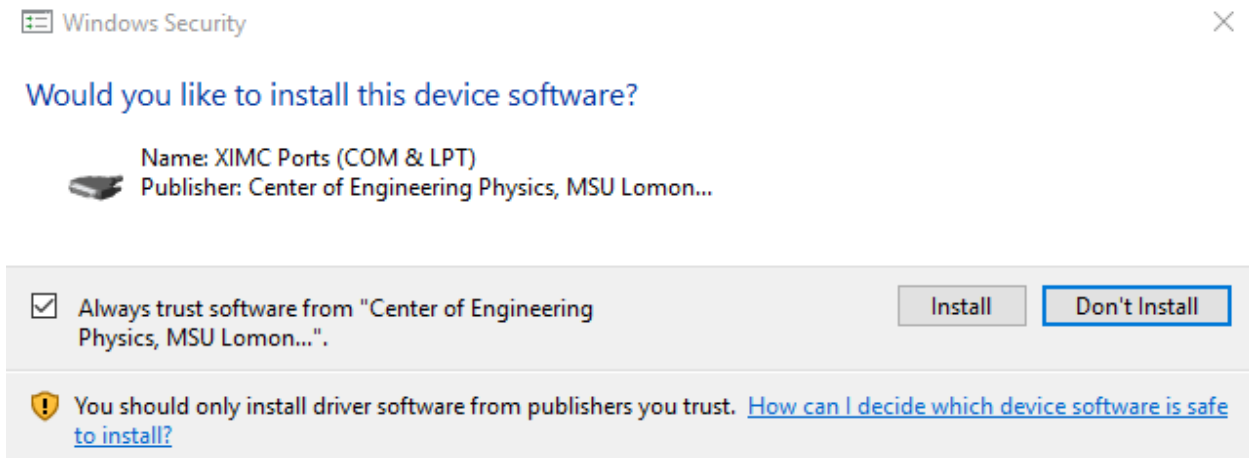 Windows Security
Would you like to install this device software?
Name: XIMC Ports (COM & LPT)
Publisher: Center of Engineering Physics, MSU Lomon...
Always trust software from "Center of Engineering
Physics, MSU Lomon...".
Install
Don't Install
You should only install driver software from publishers you trust. How can I decide which device software is safe
to install?